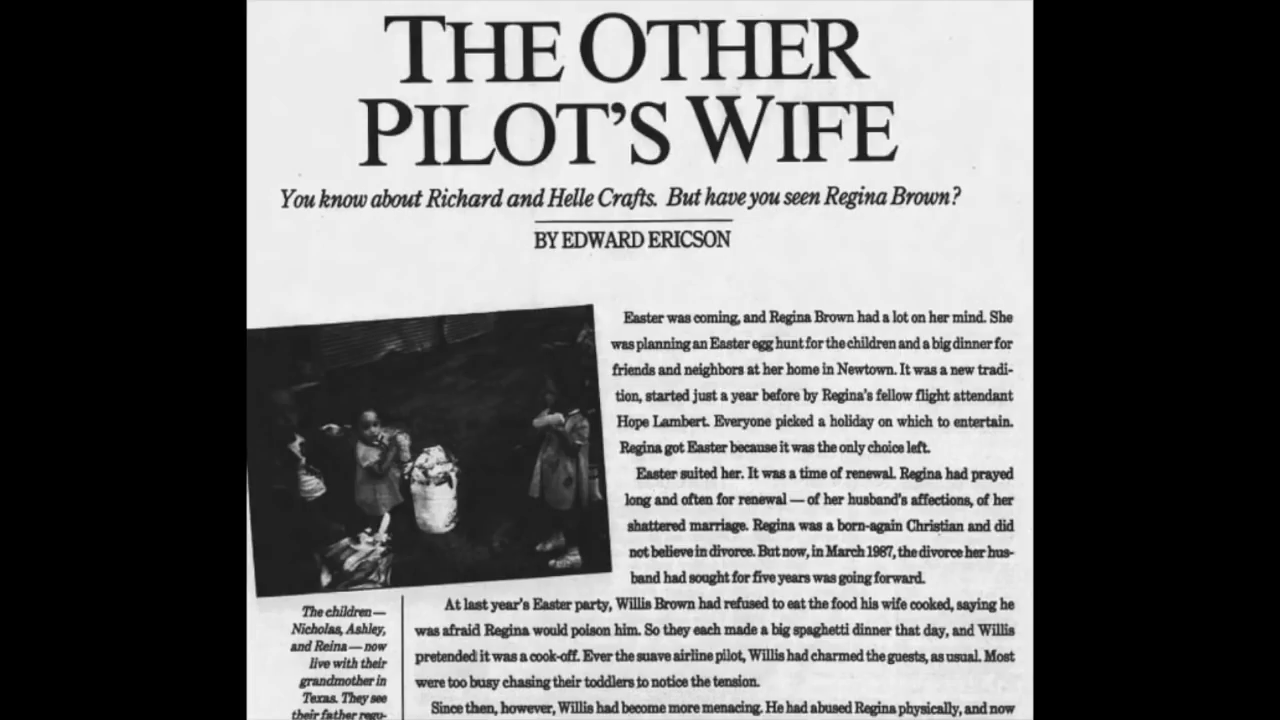 THE OTHER
PILOT'S WIFE
You know about Richard and Helle Crafts. But have you seen Regina Brown?
BY EDWARD ERICSON
Easter was coming, and Regina Brown had a lot on her mind. She
was planning an Easter egg hunt for the children and a big dinner for
friends and neighbors at her home in Newtown. It was a new tradi-
tion, started just a year before by Regina's fellow flight attendant
Hope Lambert. Everyone picked a holiday on which to entertain.
Regina got Easter because it was the only choice left.
Easter suited her. It was a time of renewal. Regina had prayed
long and often for renewal — of her husband's affections, of her
shattered marriage. Regina was a born-again Christian and did
not believe in divorce. But now, in March 1987, the divorce her hus-
band had sought for five years was going forward.
At last year's Easter party, Willis Brown had refused to eat the food his wife cooked, saying he
was afraid Regina would poison him. So they each made a big spaghetti dinner that day, and Willis
pretended it was a cook-off. Ever the suave airline pilot, Willis had charmed the guests, as usual. Most
were too busy chasing their toddlers to notice the tension.
Since then, however, Willis had become more menacing. He had abused Regina physically, and now
The children—
Nicholas, Ashley,
and Reina—now
live with their
grandmother in
Texas. They see
their father regu-